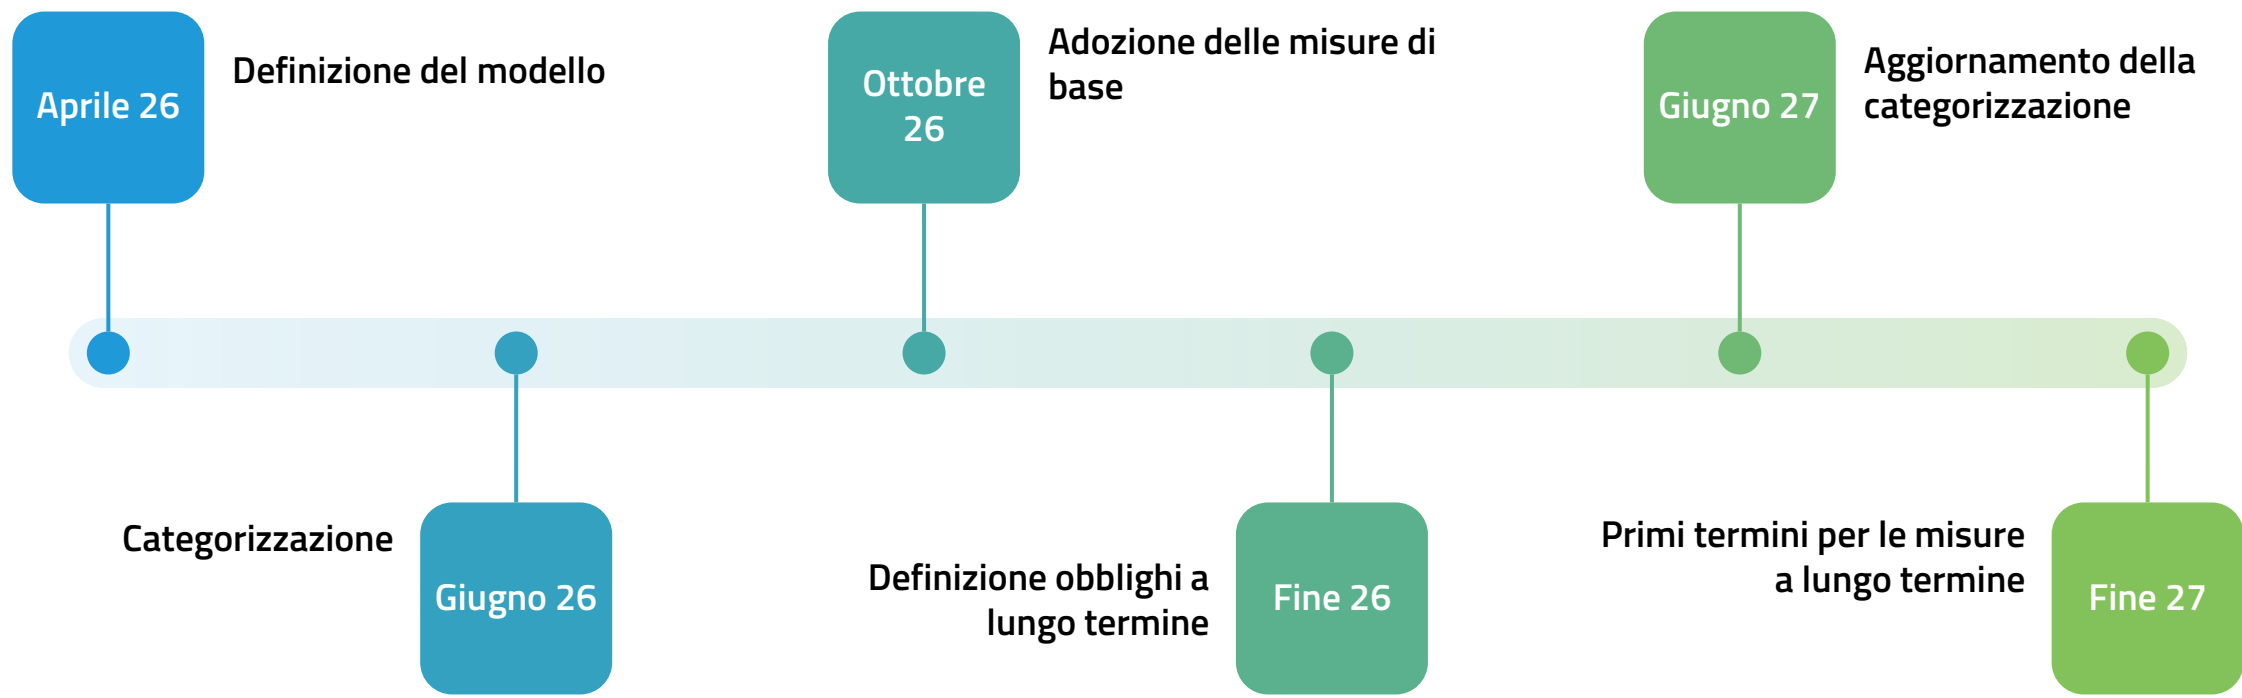 Aprile 26
Definizione del modello
Ottobre
26
Adozione delle misure di
base
Giugno 27
Aggiornamento della
categorizzazione
Categorizzazione
Giugno 26
Definizione obblighi a
lungo termine
Fine 26
Primi termini per le misure
a lungo termine
Fine 27